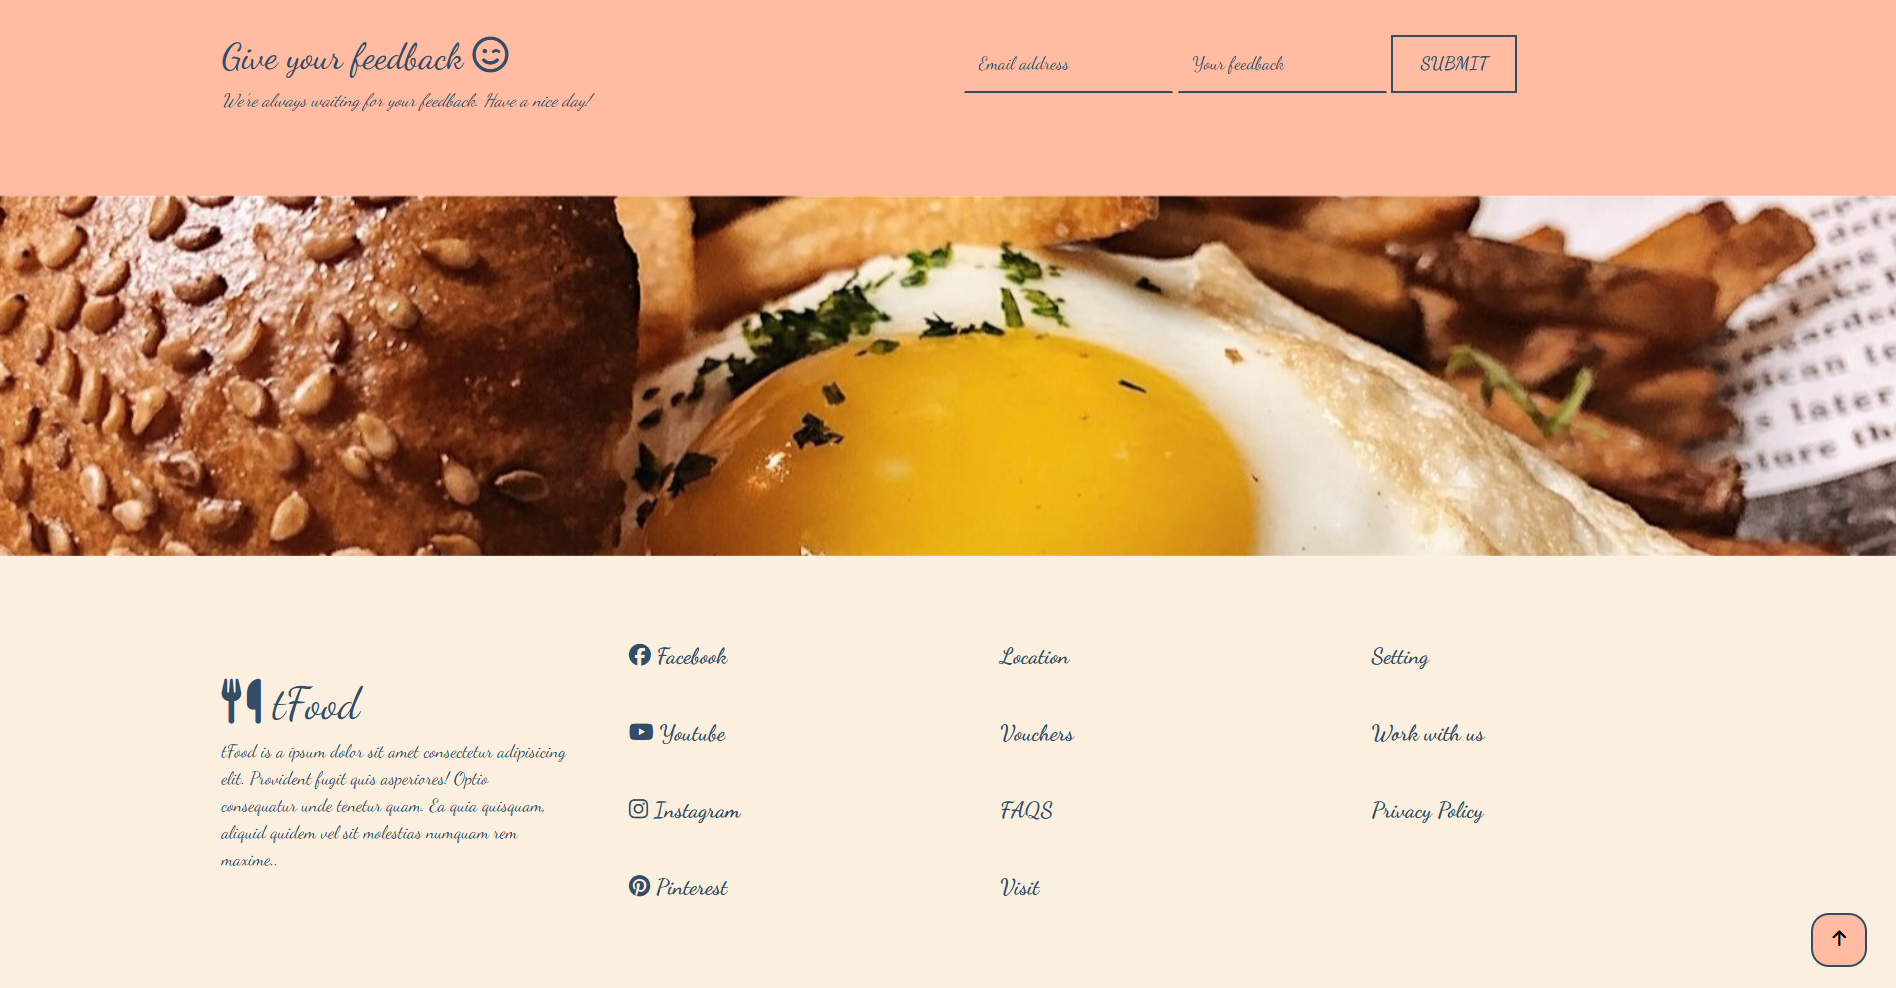 Give your feedback
We're always waiting for your feedback. Have a nice day!
Email address
Your feedback
SUBMIT
later
tFood
tFood is a ipsum dolor sit amet consectetur adipisicing
elit. Provident fugit quis asperiores! Optio
consequatur unde tenetur quam. Ea quia quisquam,
aliquid quidem vel sit molestias numquam rem
maxime..
Facebook
Youtube
Instagram
Pinterest
Location
Vouchers
FAQS
Visit
Setting
Work with us
Privacy Policy